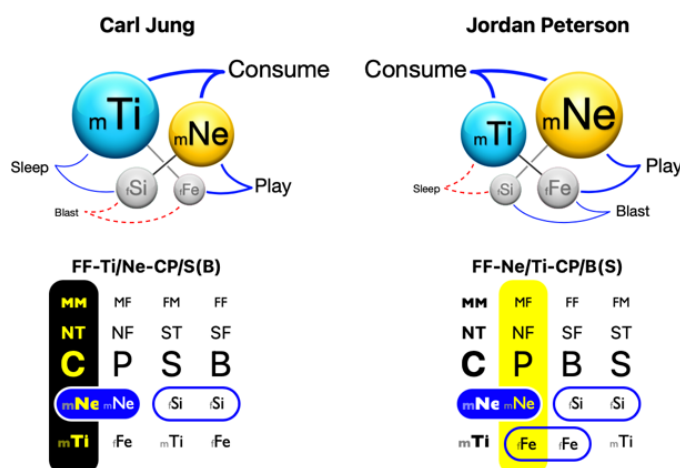 Carl Jung
Consume
mTi
mNe
Sleep
fSi
fFe
Play
Blast
FF-Ti/Ne-CP/S(B)
MM MF FM FF
NT NF ST SF
C P S B
mNe mNe fSi fSi
mTi fFe mTi fFe
Jordan Peterson
Consume
mNe
mTi
Play
Sleep
fSi
fFe
Blast
FF-Ne/Ti-CP/B(S)
MM MF FF FM
NT NF SF ST
C P B S
mNe mNe fSi fSi
mTi fFe fFe mTi